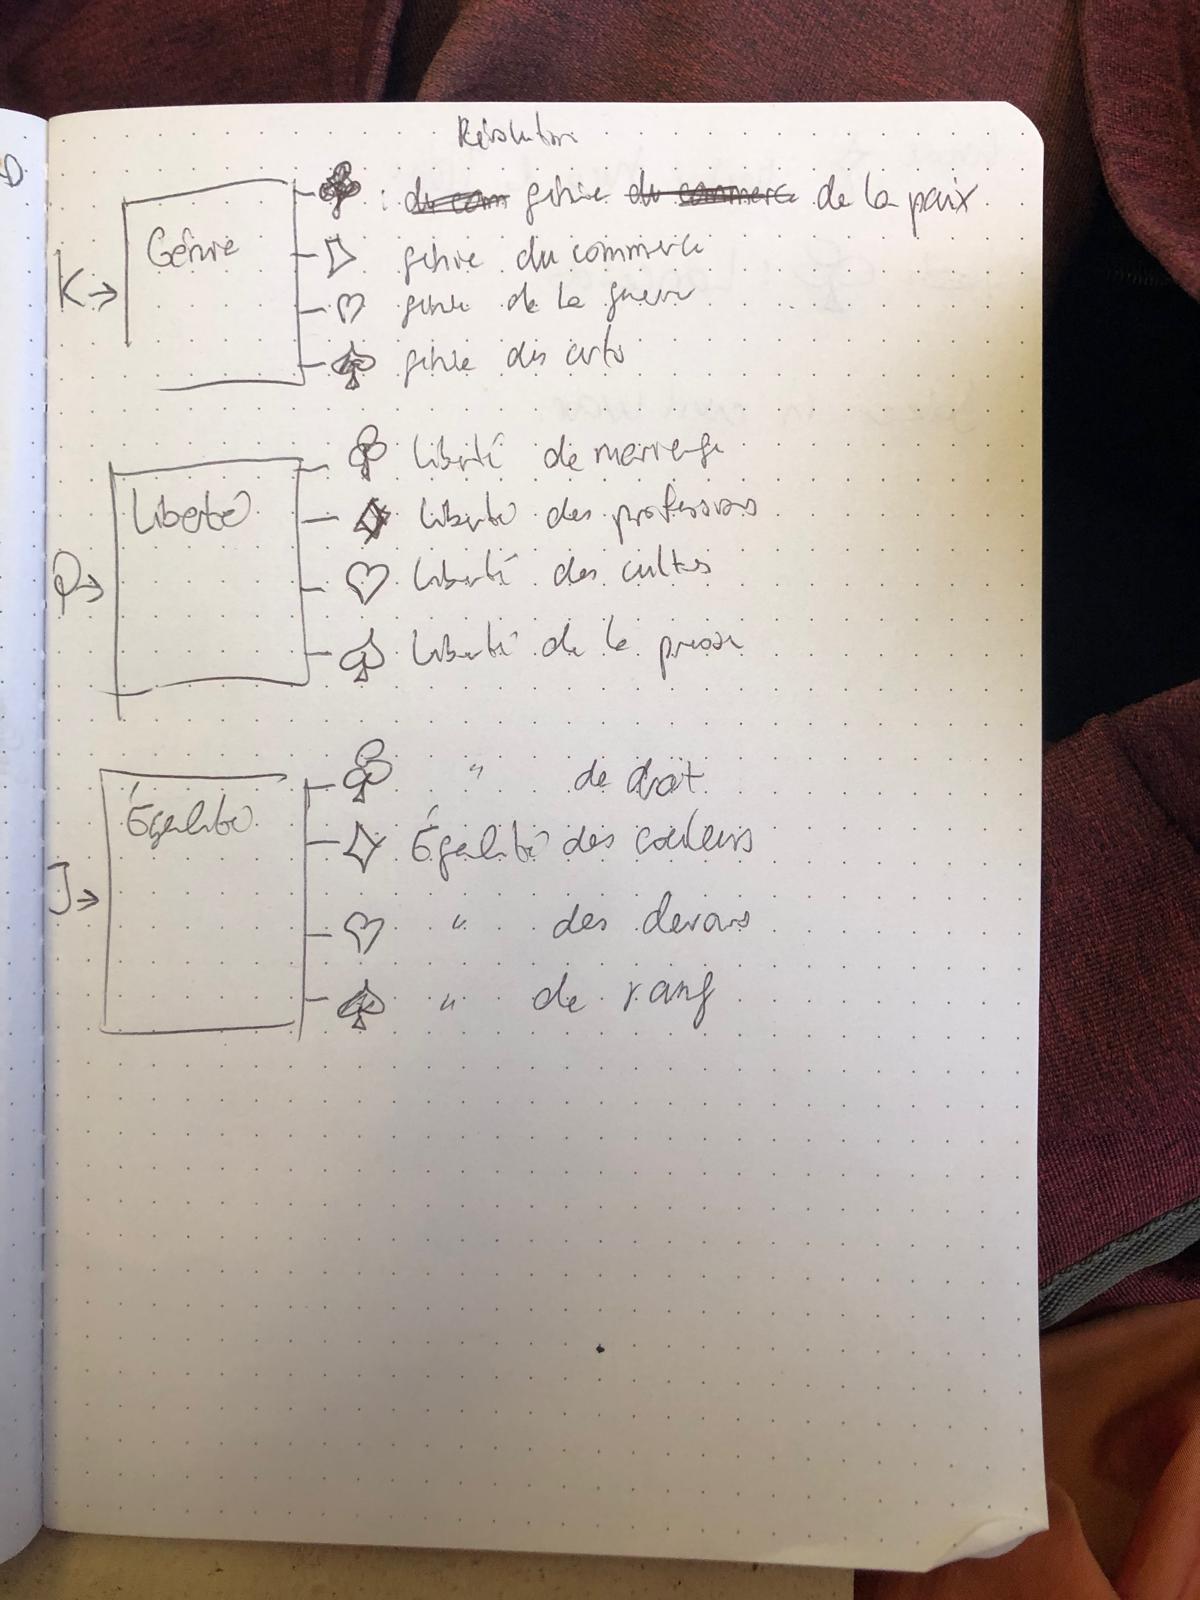 Révolution
K→ Génie
♣ : du com génie du commerce de la paix
♢ génie du commerce
♡ génie de la guerre
♠ génie des arts
Q→ Liberté
♣ Liberté de marriage
♢ Liberté des professions
♡ Liberté des cultes
♠ Liberté de la presse
J→ Égalité
♣ " de droit
♢ Égalité des couleurs
♡ " des devoirs
♠ " de rang